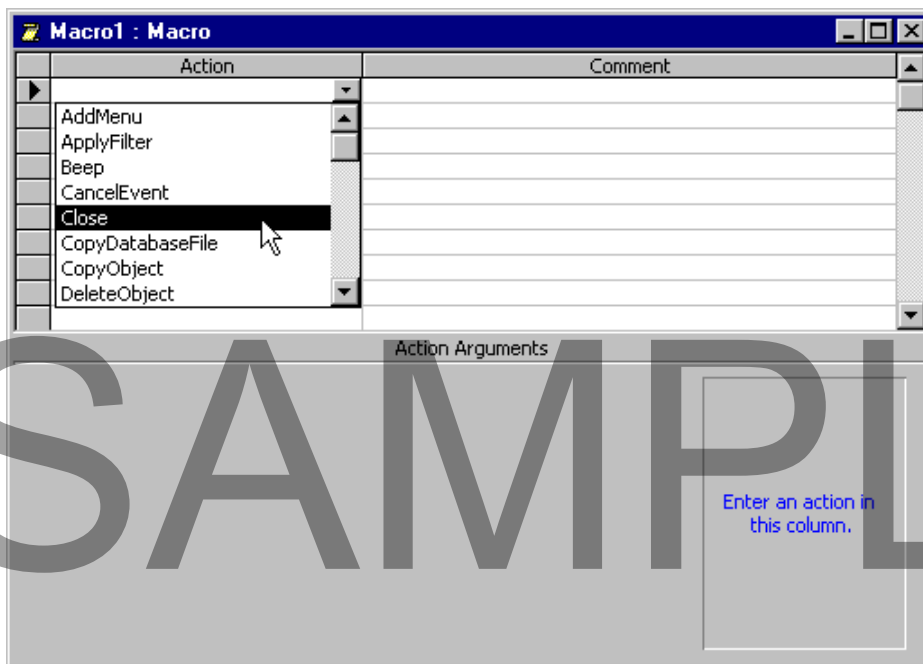 Macro1 : Macro
Action Comment
AddMenu
ApplyFilter
Beep
CancelEvent
Close
CopyDatabaseFile
CopyObject
DeleteObject
Action Arguments
SAMPL
Enter an action in
this column.